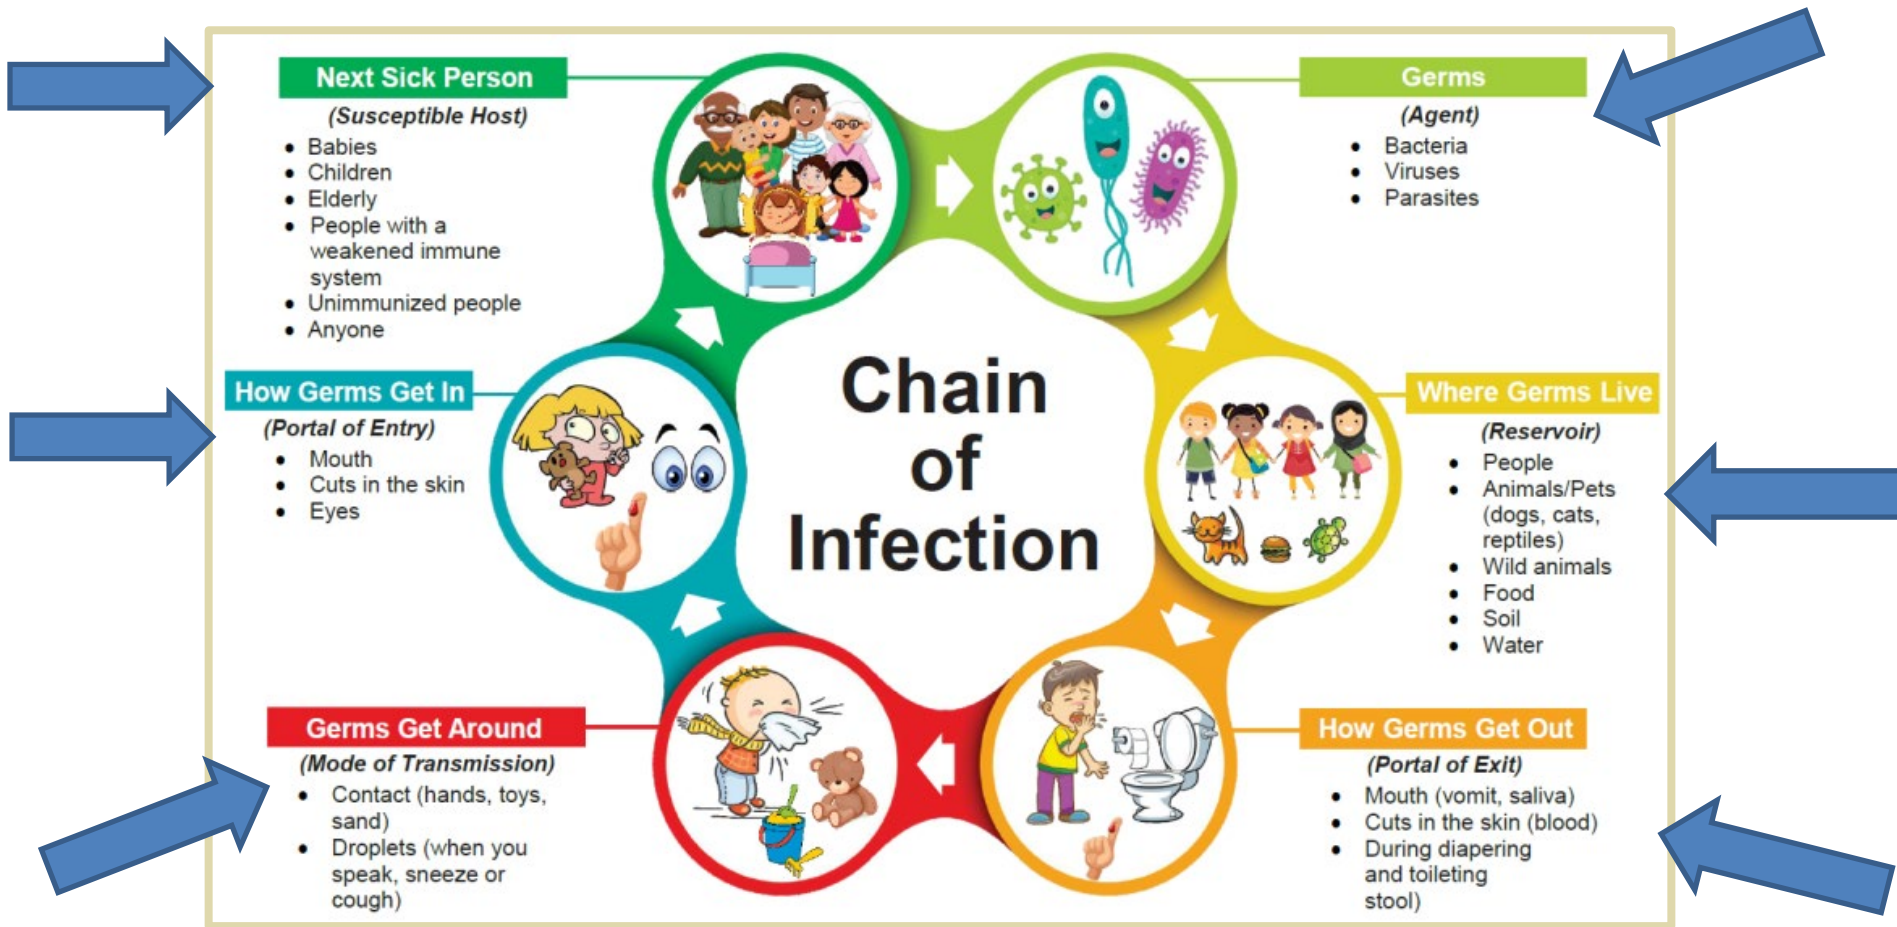 Next Sick Person
(Susceptible Host)
• Babies
• Children
• Elderly
• People with a
weakened immune
system
• Unimmunized people
• Anyone
Germs
(Agent)
• Bacteria
• Viruses
• Parasites
Chain
of
Infection
How Germs Get In
(Portal of Entry)
• Mouth
• Cuts in the skin
• Eyes
Where Germs Live
(Reservoir)
• People
• Animals/Pets
(dogs, cats,
reptiles)
• Wild animals
• Food
• Soil
• Water
Germs Get Around
(Mode of Transmission)
• Contact (hands, toys,
sand)
• Droplets (when you
speak, sneeze or
cough)
How Germs Get Out
(Portal of Exit)
• Mouth (vomit, saliva)
• Cuts in the skin (blood)
• During diapering
and toileting
stool)